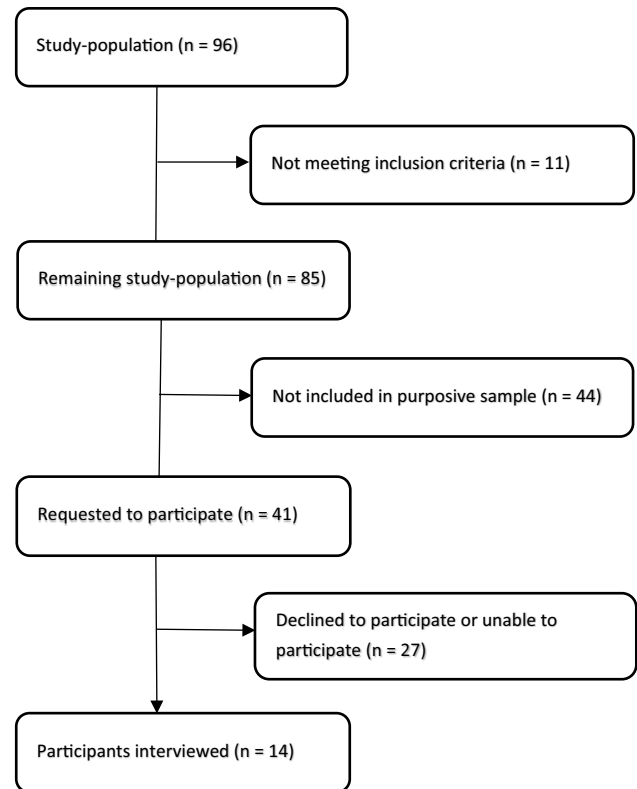 Study-population (n = 96)
Not meeting inclusion criteria (n = 11)
Remaining study-population (n = 85)
Not included in purposive sample (n = 44)
Requested to participate (n = 41)
Declined to participate or unable to
participate (n = 27)
Participants interviewed (n = 14)